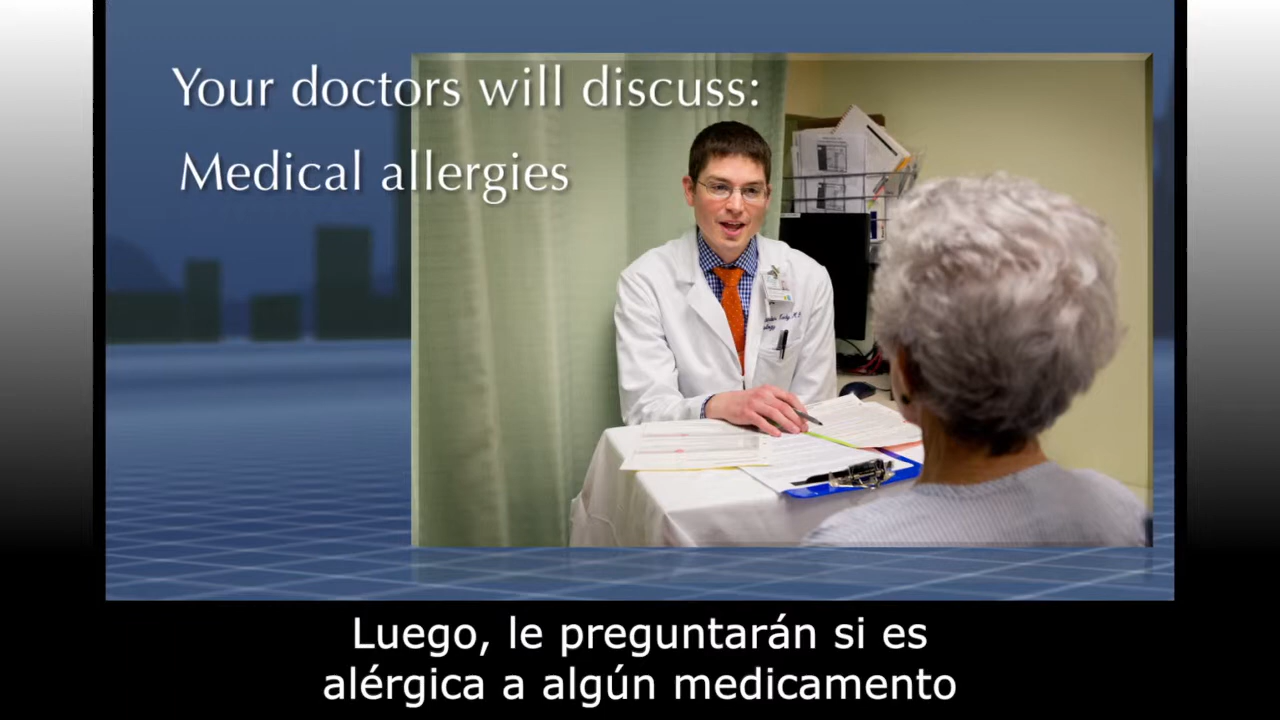 Your doctors will discuss:
Medical allergies
Luego, le preguntarán si es
alérgica a algún medicamento